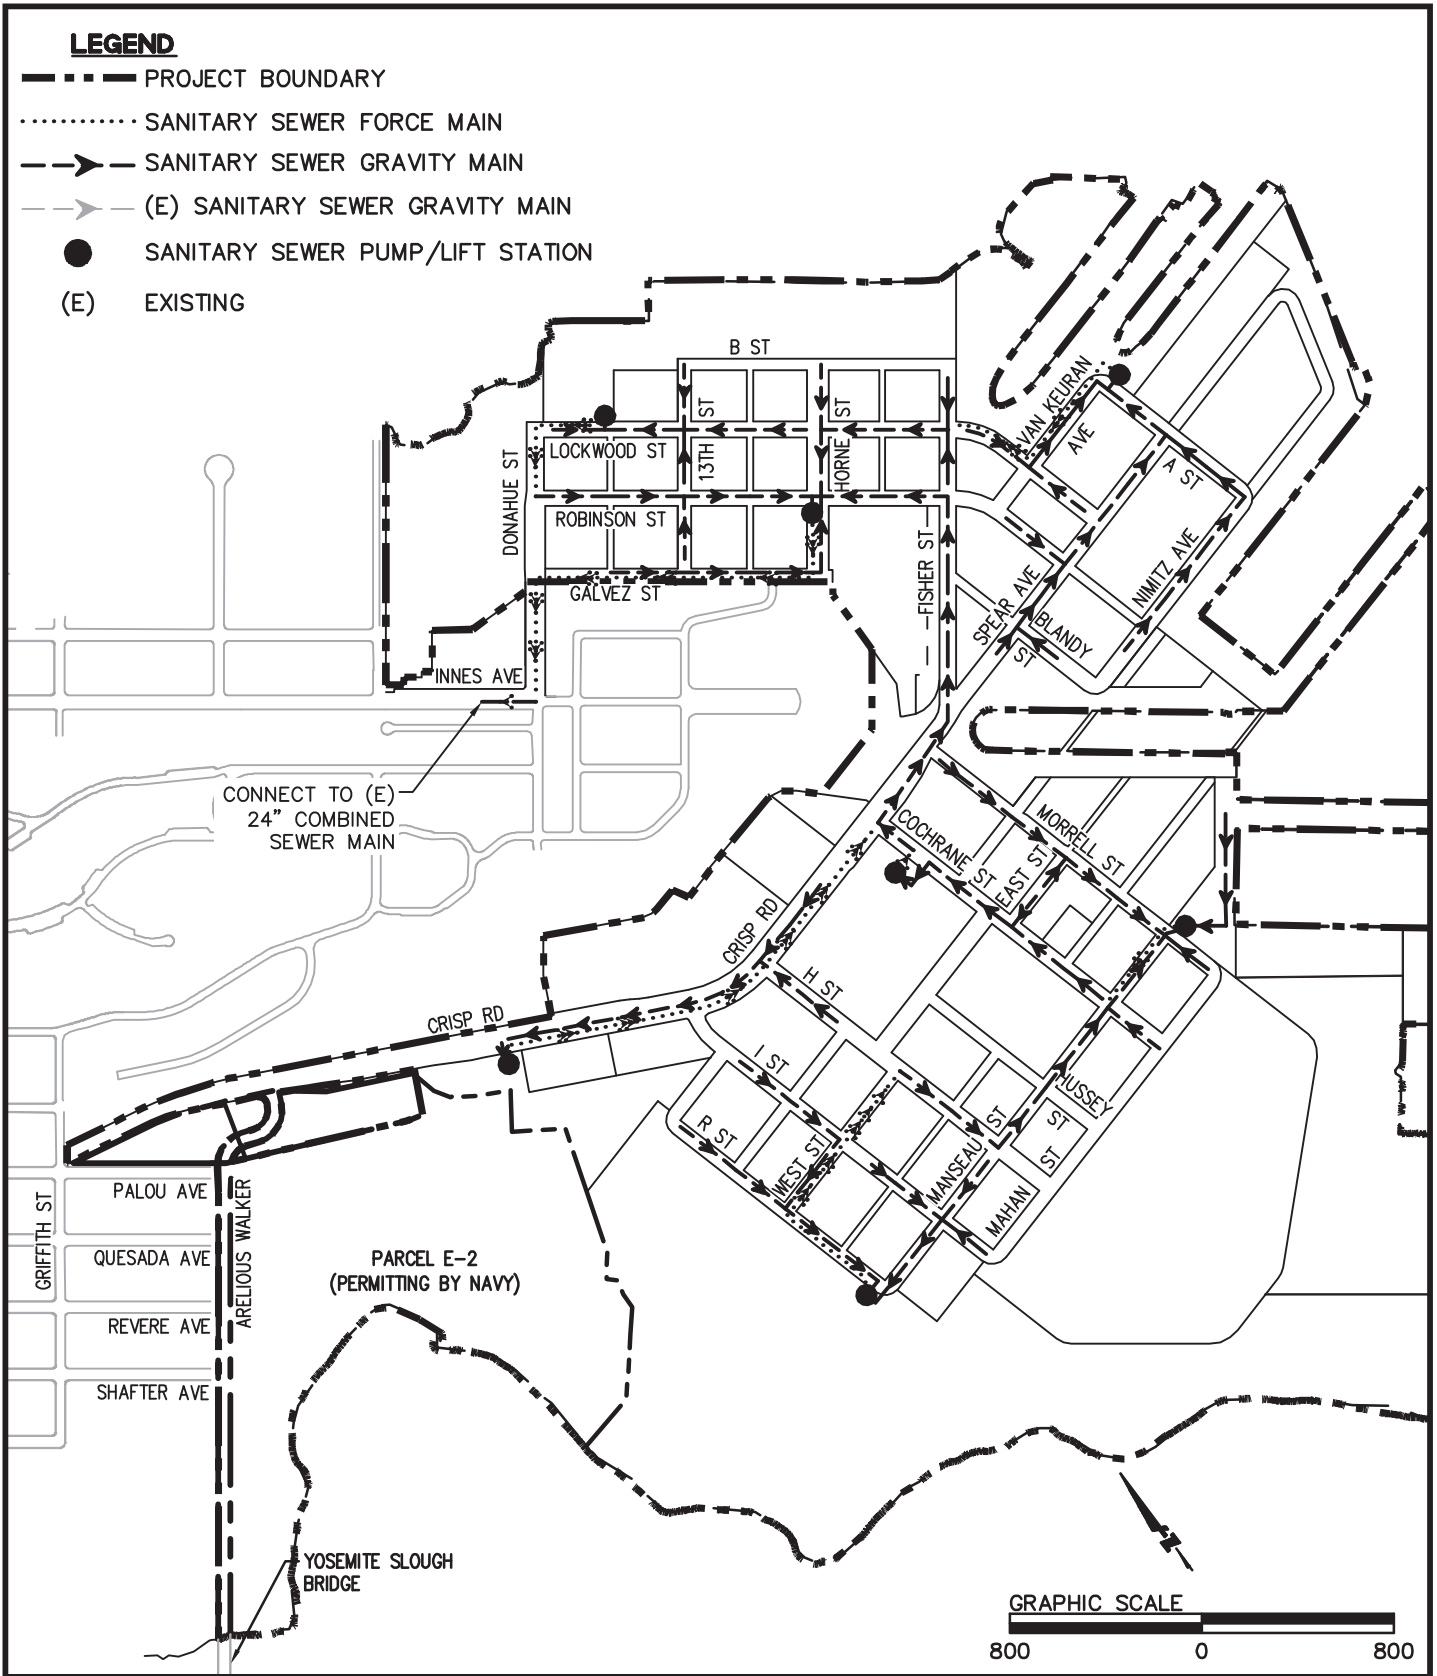 LEGEND
PROJECT BOUNDARY
SANITARY SEWER FORCE MAIN
SANITARY SEWER GRAVITY MAIN
(E) SANITARY SEWER GRAVITY MAIN
SANITARY SEWER PUMP/LIFT STATION
(E) EXISTING
B ST
VAN KEURAN
AVE
LOCKWOOD ST
13TH ST
HORNE ST
A ST
DONAHUE ST
ROBINSON ST
FISHER ST
NIMITZ AVE
GALVEZ ST
SPEAR AVE
BLANDY
ST
INNES AVE
CONNECT TO (E)
24" COMBINED
SEWER MAIN
COCHRANE ST
MORRELL ST
EAST ST
CRISP RD
H ST
CRISP RD
I ST
HUSSEY
ST
R ST
WEST ST
MANSEAU ST
MAHAN
ST
PALOU AVE
GRIFFITH ST
ARELIOUS WALKER
QUESADA AVE
PARCEL E-2
(PERMITTING BY NAVY)
REVERE AVE
SHAFTER AVE
YOSEMITE SLOUGH
BRIDGE
N
GRAPHIC SCALE
800 0 800